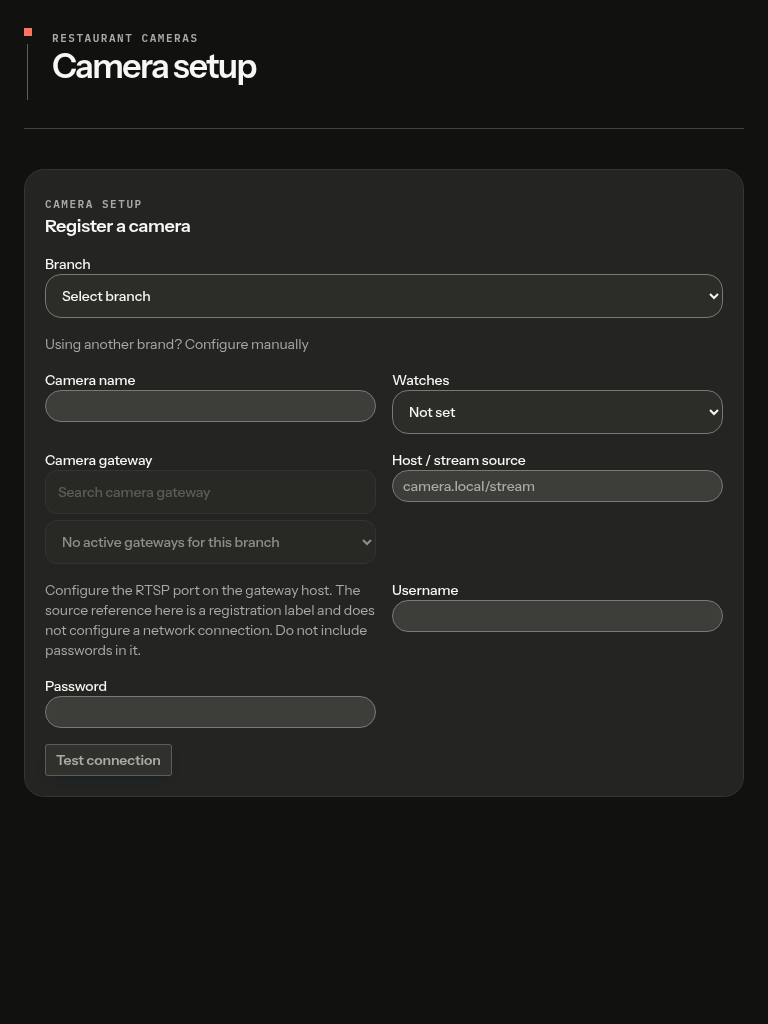 RESTAURANT CAMERAS
Camera setup
CAMERA SETUP
Register a camera
Branch
Select branch
Using another brand? Configure manually
Camera name
Watches
Not set
Camera gateway
Host / stream source
Search camera gateway
camera.local/stream
No active gateways for this branch
Configure the RTSP port on the gateway host. The
source reference here is a registration label and does
not configure a network connection. Do not include
passwords in it.
Username
Password
Test connection